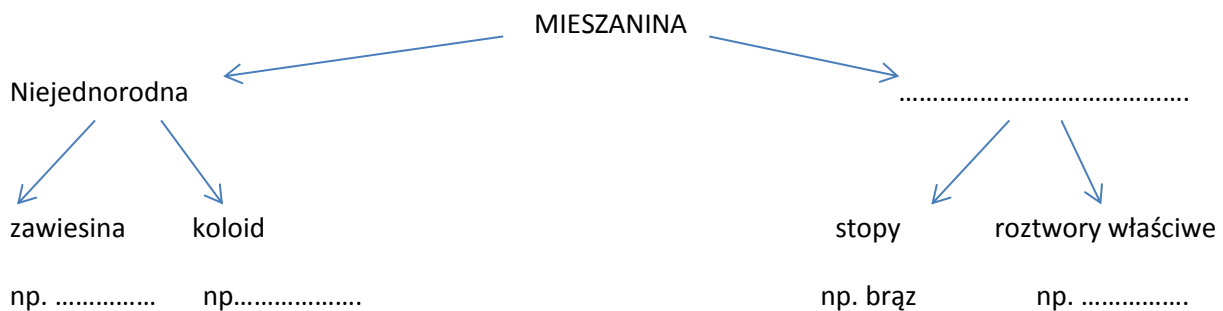 MIESZANINA
Niejednorodna …………………………………….
zawiesina koloid stopy roztwory właściwe
np. …………… np………………. np. brąz np. …………….